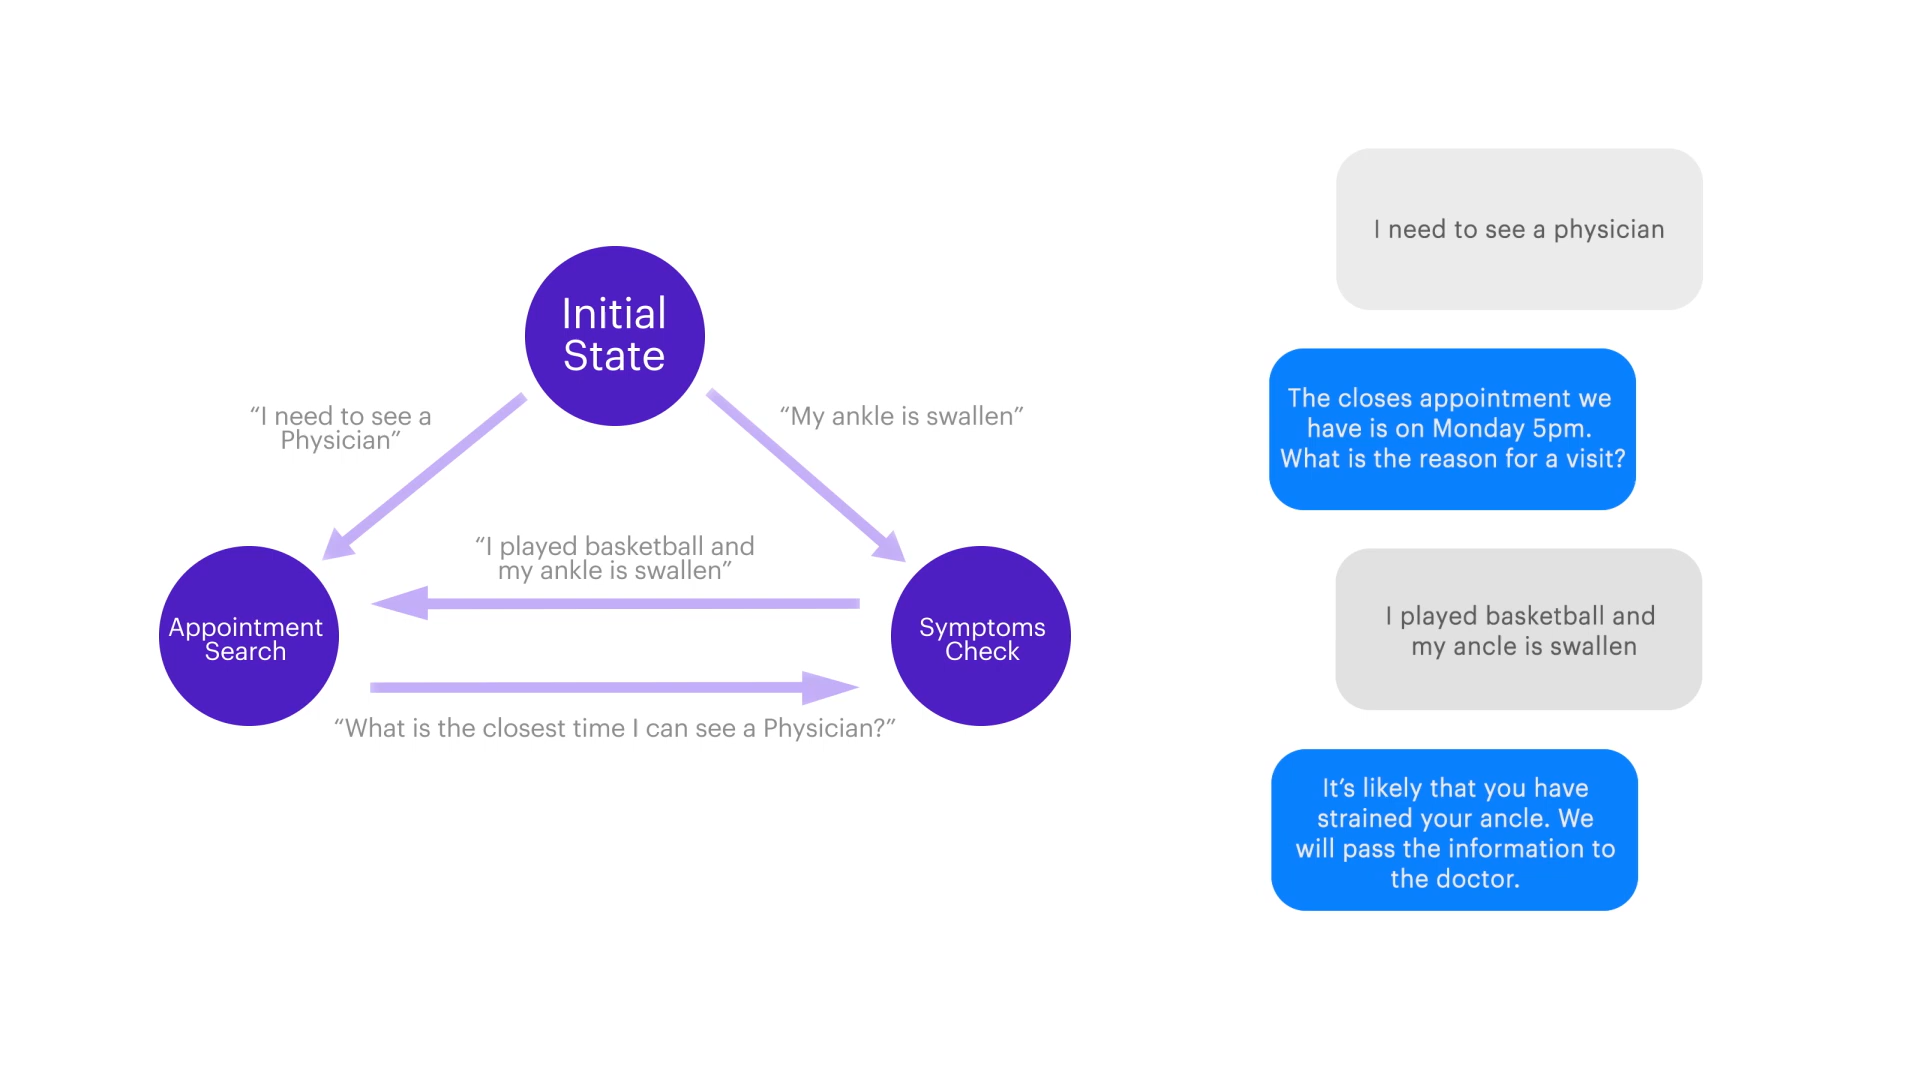 Initial
State
“I need to see a
Physician”
“My ankle is swallen”
“I played basketball and
my ankle is swallen”
Appointment
Search
Symptoms
Check
“What is the closest time I can see a Physician?”
I need to see a physician
The closes appointment we
have is on Monday 5pm.
What is the reason for a visit?
I played basketball and
my ancle is swallen
It’s likely that you have
strained your ancle. We
will pass the information to
the doctor.